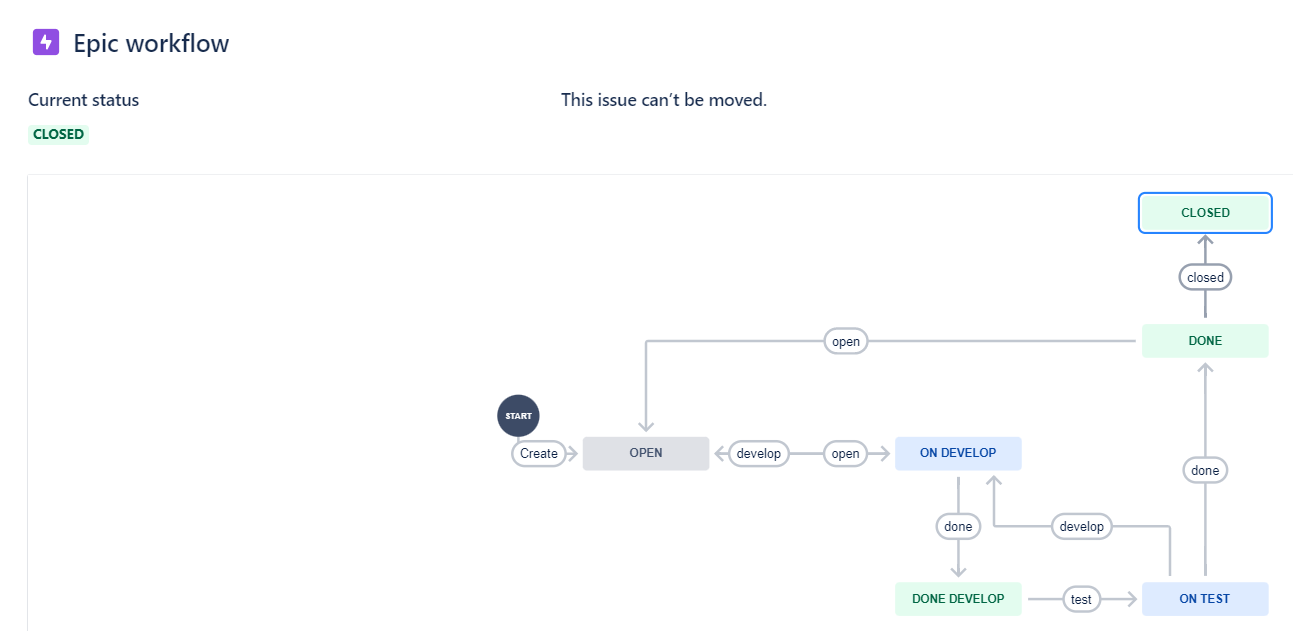 Epic workflow
Current status
This issue can't be moved.
CLOSED
CLOSED
closed
DONE
open
START
Create
OPEN
develop
open
ON DEVELOP
done
done
develop
DONE DEVELOP
test
ON TEST